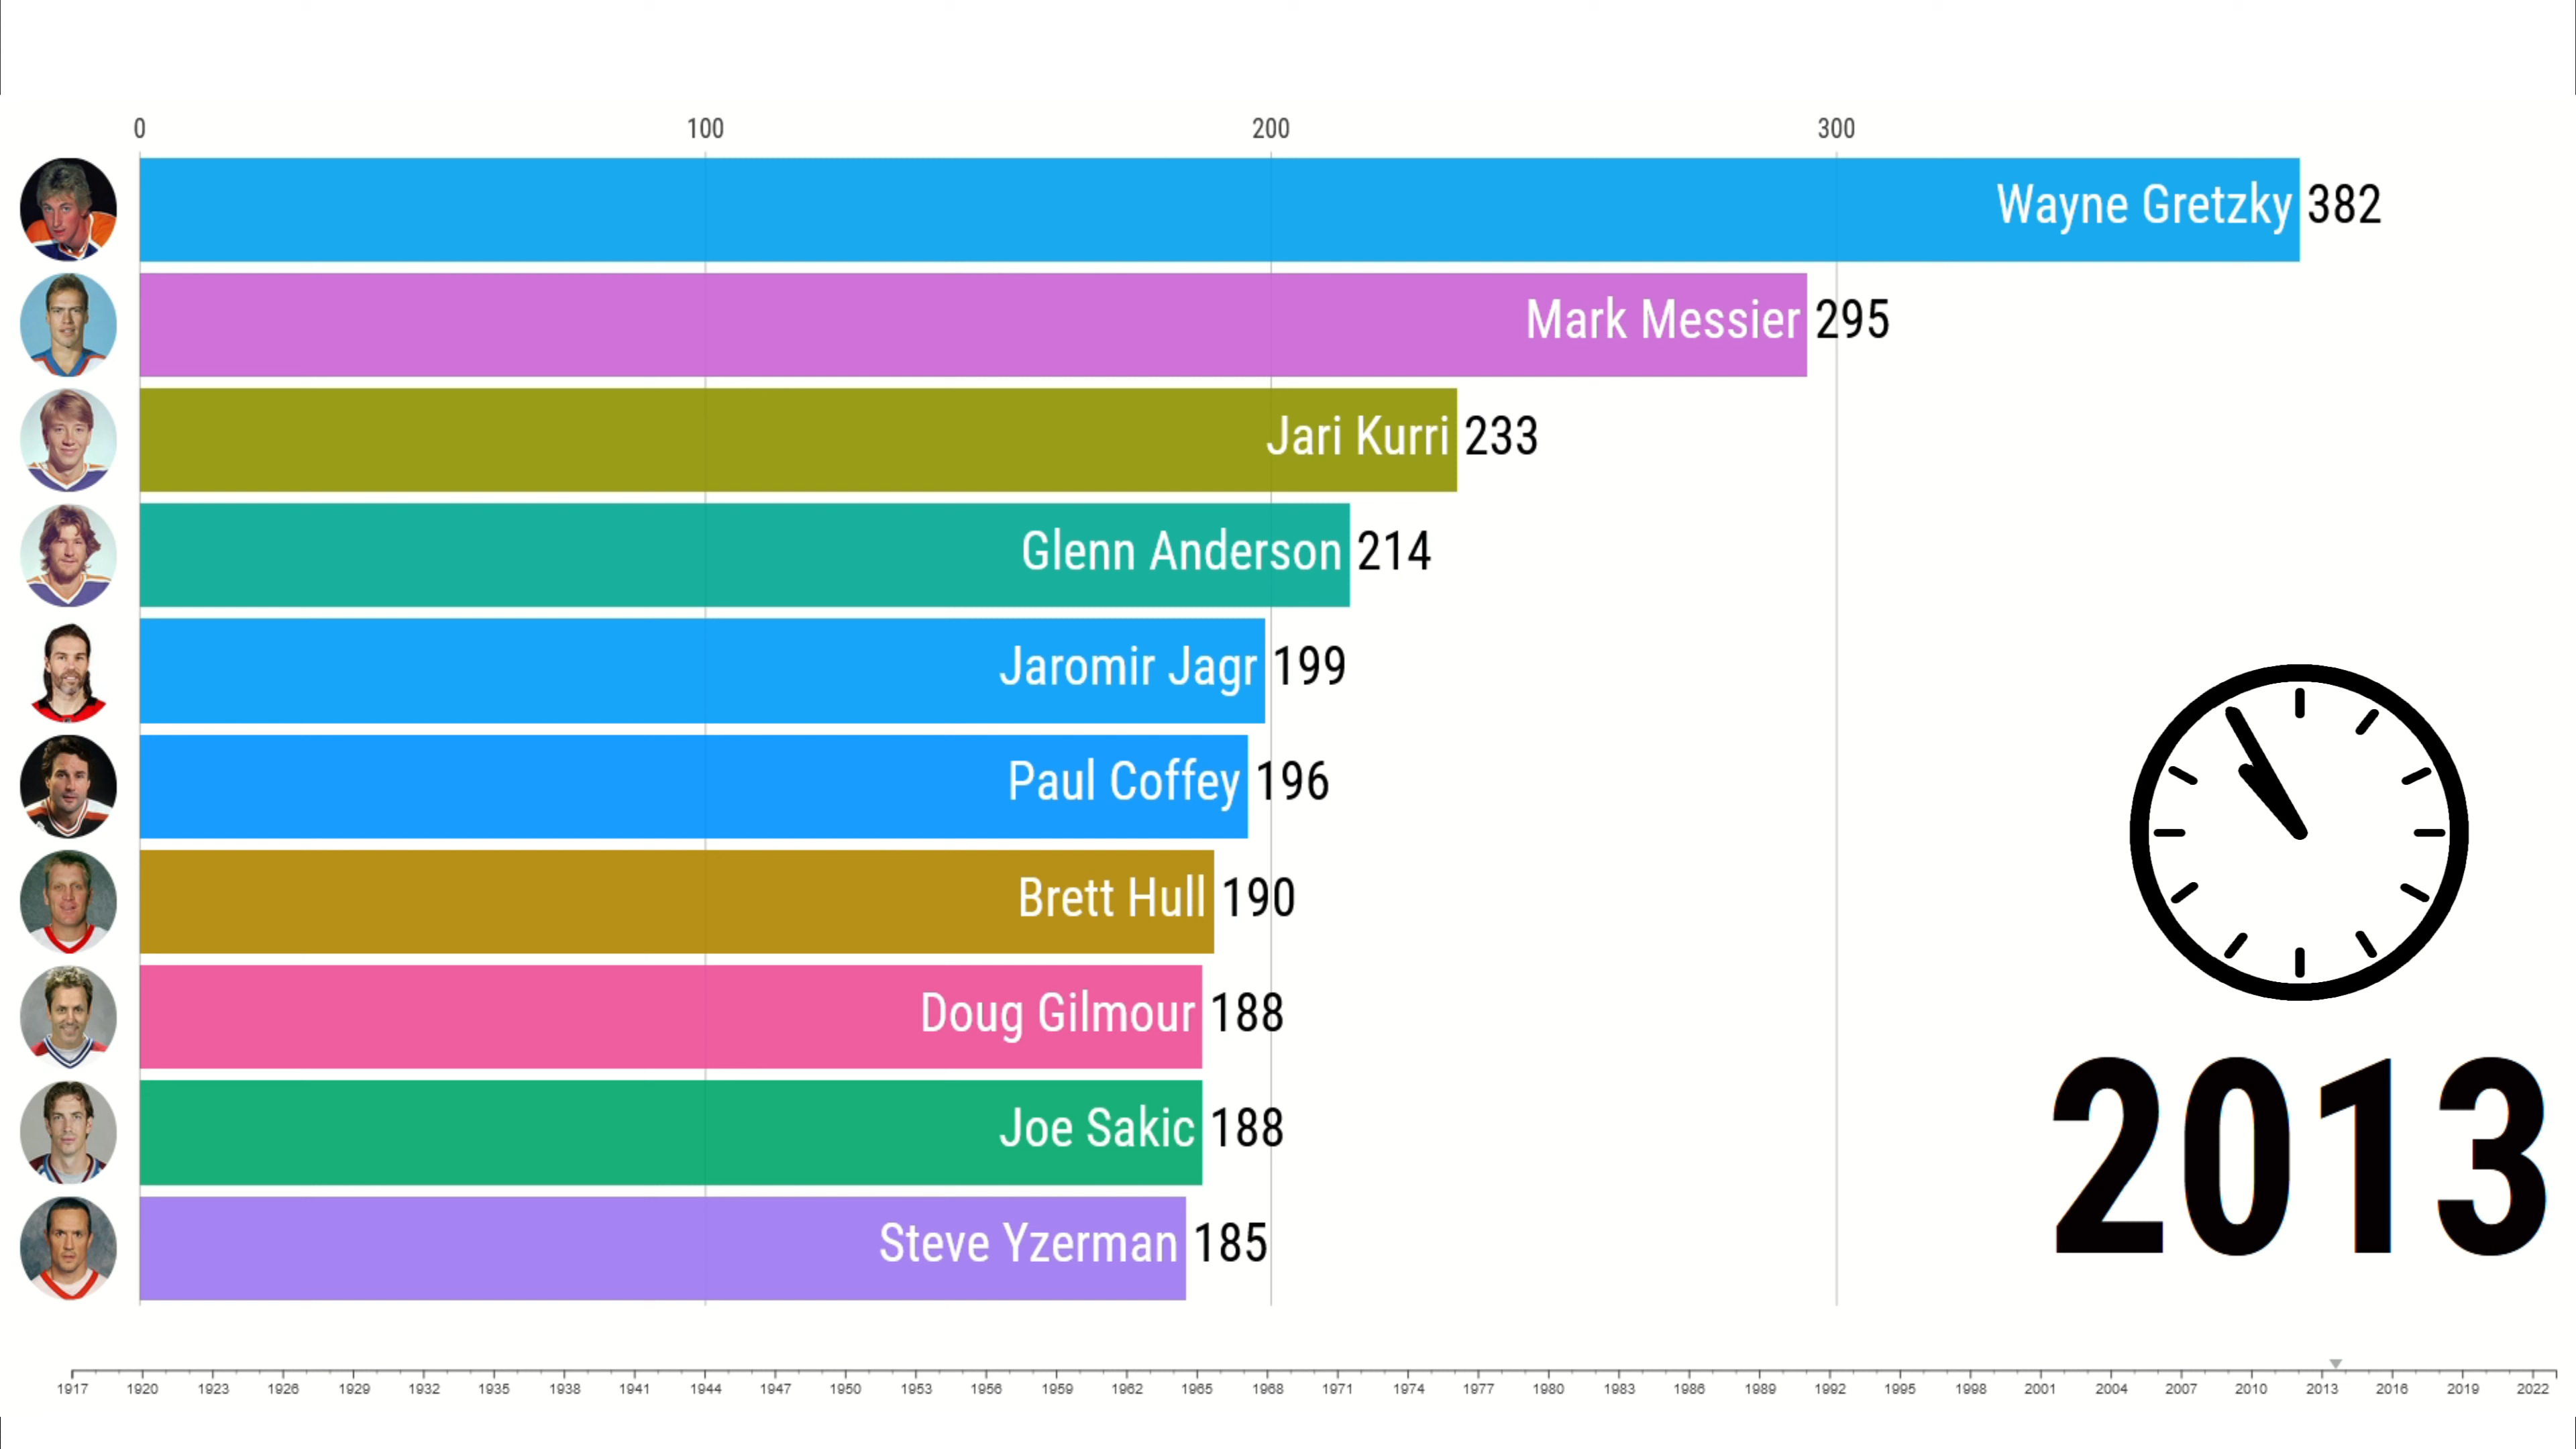 0 100 200 300
Wayne Gretzky 382
Mark Messier 295
Jari Kurri 233
Glenn Anderson 214
Jaromir Jagr 199
Paul Coffey 196
Brett Hull 190
Doug Gilmour 188
Joe Sakic 188
Steve Yzerman 185
2013
1917 1920 1923 1926 1929 1932 1935 1938 1941 1944 1947 1950 1953 1956 1959 1962 1965 1968 1971 1974 1977 1980 1983 1986 1989 1992 1995 1998 2001 2004 2007 2010 2013 2016 2019 2022